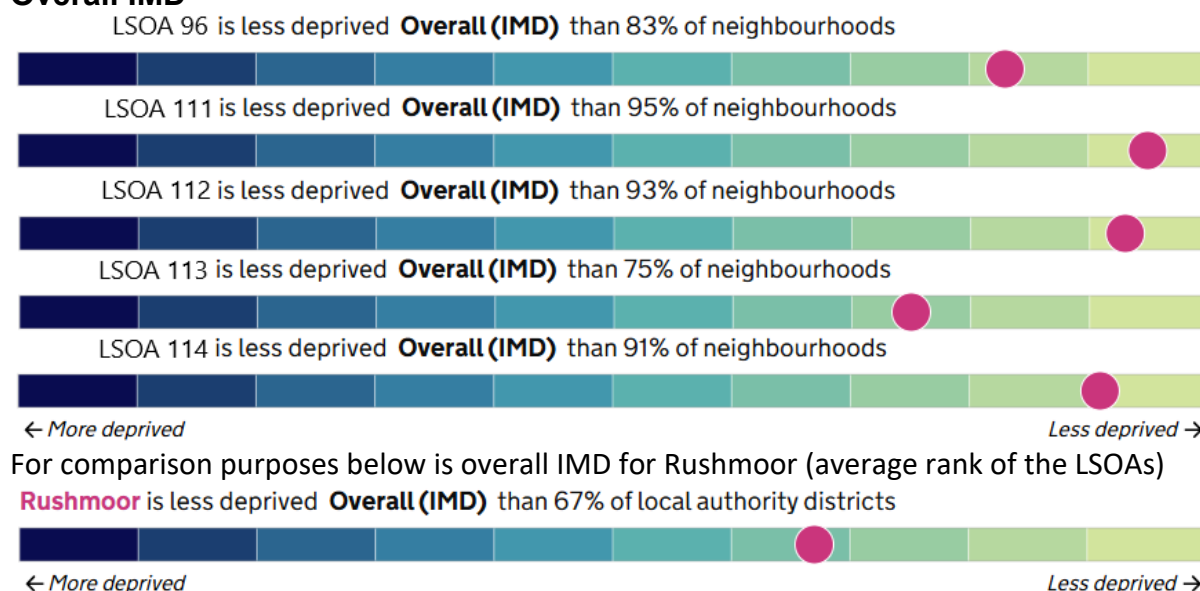 Overall IMD
LSOA 96 is less deprived Overall (IMD) than 83% of neighbourhoods
LSOA 111 is less deprived Overall (IMD) than 95% of neighbourhoods
LSOA 112 is less deprived Overall (IMD) than 93% of neighbourhoods
LSOA 113 is less deprived Overall (IMD) than 75% of neighbourhoods
LSOA 114 is less deprived Overall (IMD) than 91% of neighbourhoods
← More deprived Less deprived →
For comparison purposes below is overall IMD for Rushmoor (average rank of the LSOAs)
Rushmoor is less deprived Overall (IMD) than 67% of local authority districts
← More deprived Less deprived →